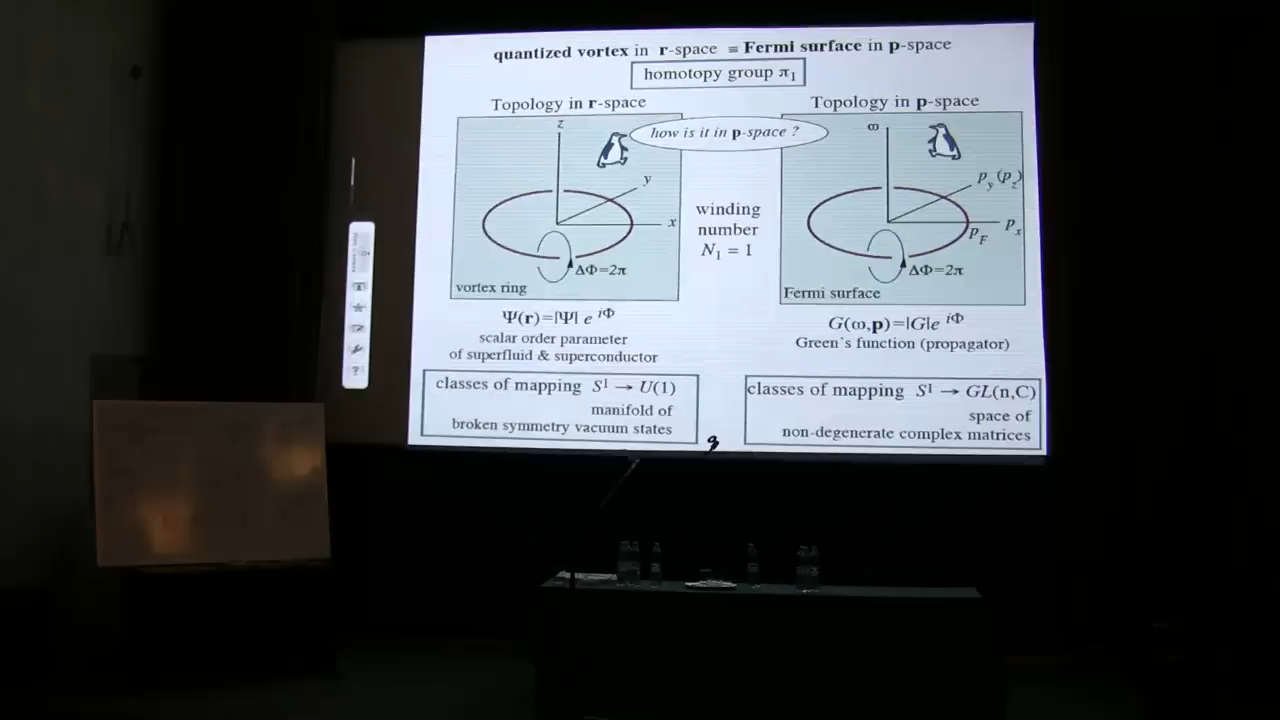 quantized vortex in r-space ≡ Fermi surface in p-space
homotopy group π1
Topology in r-space
z
y
x
ΔΦ=2π
vortex ring
how is it in p-space ?
winding
number
N1 = 1
Topology in p-space
ω
py(pz)
px
pF
ΔΦ=2π
Fermi surface
Ψ(r)=|Ψ| e iΦ
scalar order parameter
of superfluid & superconductor
G(ω,p)=|G|e iΦ
Green's function (propagator)
classes of mapping S1 → U(1)
manifold of
broken symmetry vacuum states
classes of mapping S1 → GL(n,C)
space of
non-degenerate complex matrices
?